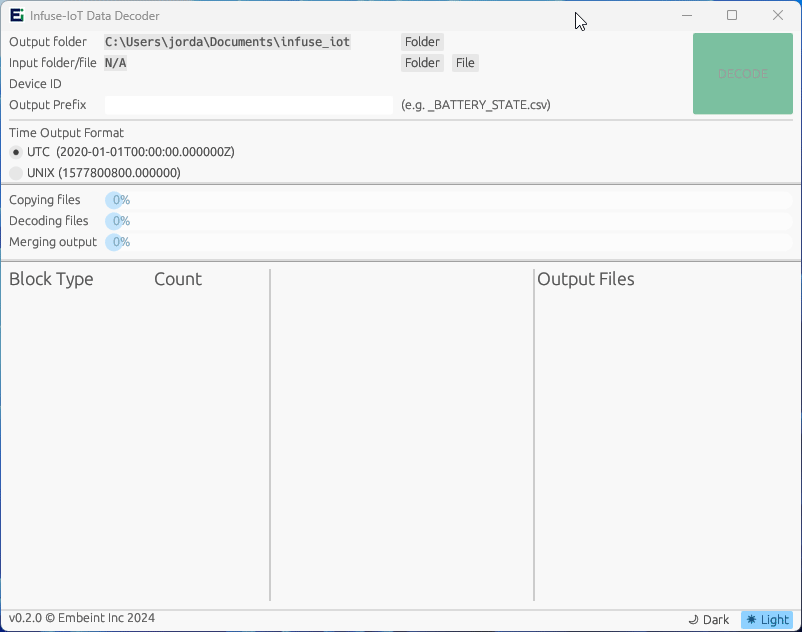 Infuse-IoT Data Decoder
Output folder C:\Users\jorda\Documents\infuse_iot Folder
Input folder/file N/A Folder File
DECODE
Device ID
Output Prefix (e.g. _BATTERY_STATE.csv)
Time Output Format
UTC (2020-01-01T00:00:00.000000Z)
UNIX (1577800800.000000)
Copying files 0%
Decoding files 0%
Merging output 0%
Block Type Count Output Files
v0.2.0 © Embeint Inc 2024 Dark Light